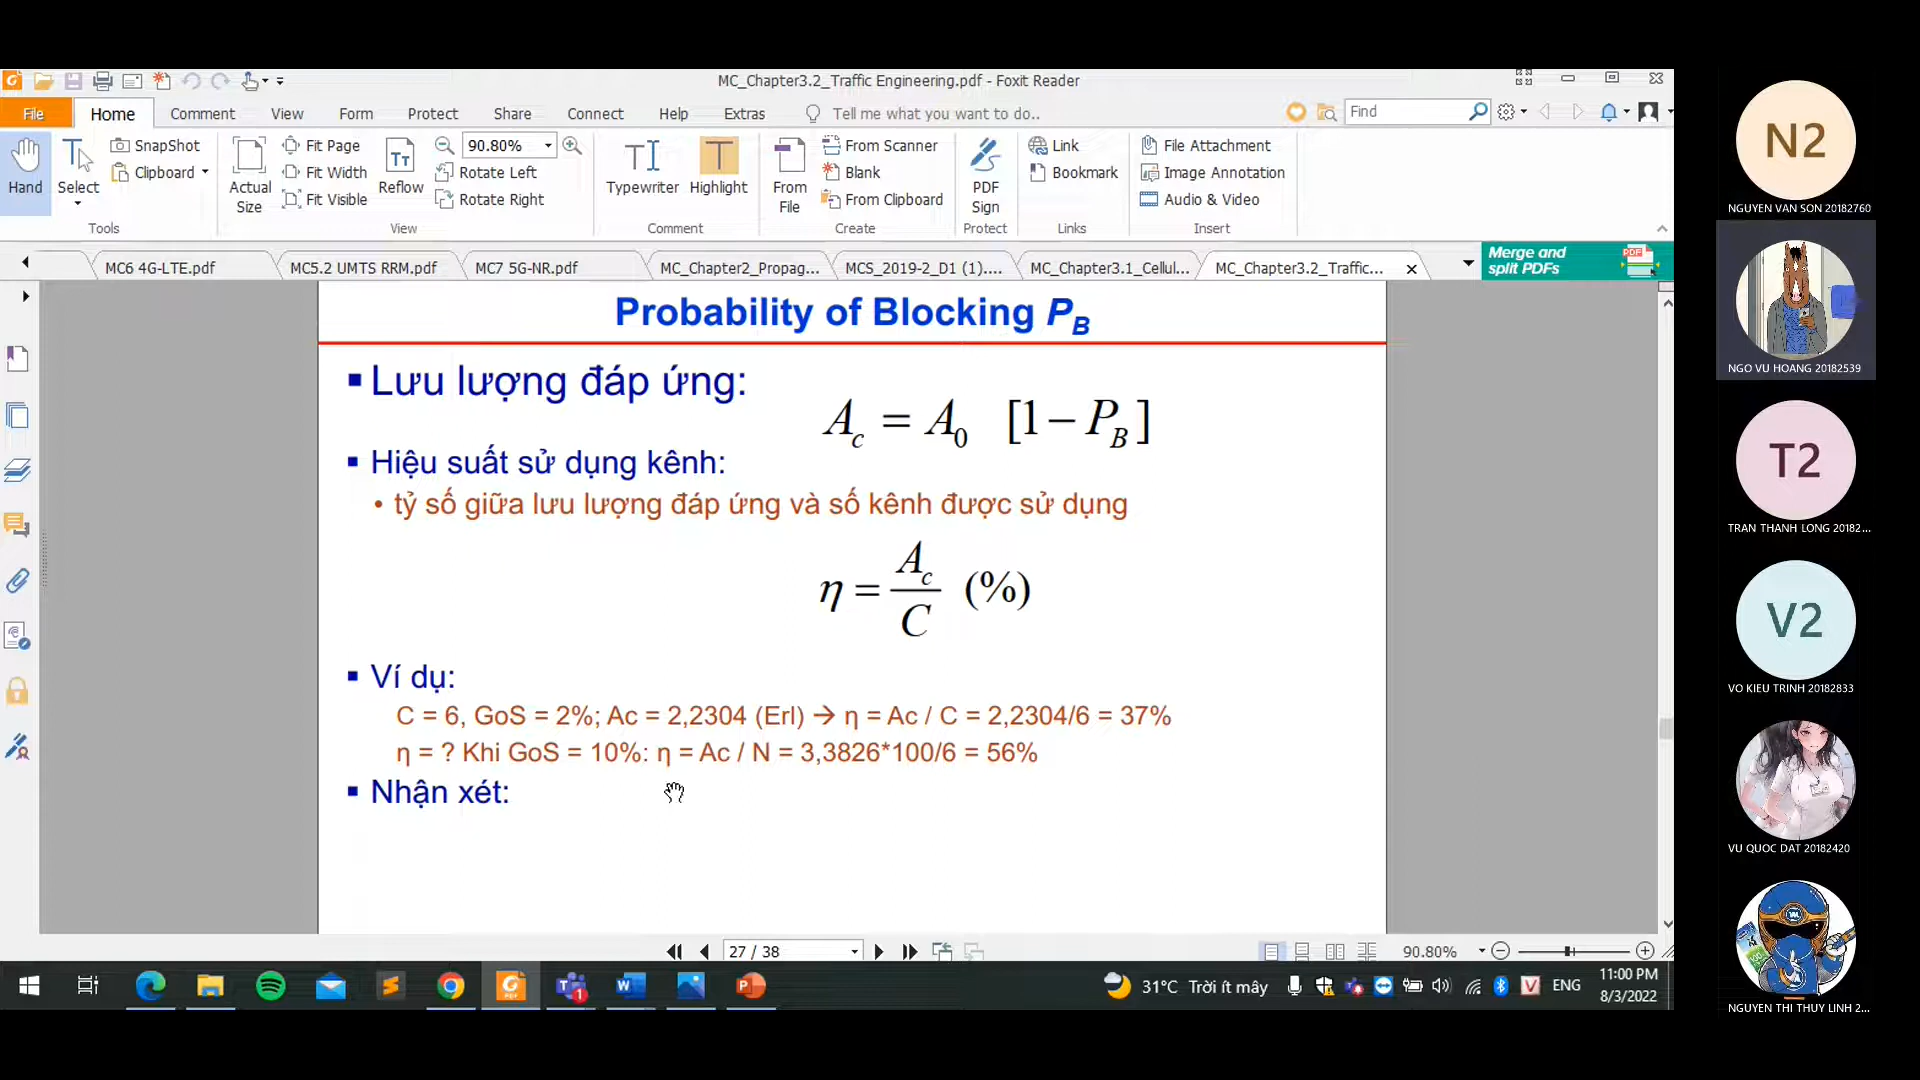 MC_Chapter3.2_Traffic Engineering.pdf - Foxit Reader
File Home Comment View Form Protect Share Connect Help Extras Tell me what you want to do.. Find
Hand
Select
SnapShot
Clipboard
Tools
Actual Size
Fit Page
Fit Width
Fit Visible
Reflow
90.80%
Rotate Left
Rotate Right
View
Typewriter
Highlight
Comment
From File
From Scanner
Blank
From Clipboard
Create
PDF Sign
Protect
Link
Bookmark
Links
File Attachment
Image Annotation
Audio & Video
Insert
MC6 4G-LTE.pdf
MC5.2 UMTS RRM.pdf
MC7 5G-NR.pdf
MC_Chapter2_Propag...
MCS_2019-2_D1 (1)....
MC_Chapter3.1_Cellul...
MC_Chapter3.2_Traffic...
Merge and split PDFs
Probability of Blocking P_B
▪ Lưu lượng đáp ứng:
A_c = A_0 [1 − P_B]
▪ Hiệu suất sử dụng kênh:
• tỷ số giữa lưu lượng đáp ứng và số kênh được sử dụng
η = A_c / C (%)
▪ Ví dụ:
C = 6, GoS = 2%; Ac = 2,2304 (Erl) → η = Ac / C = 2,2304/6 = 37%
η = ? Khi GoS = 10%: η = Ac / N = 3,3826*100/6 = 56%
▪ Nhận xét:
27 / 38
90.80%
31°C Trời ít mây
ENG
11:00 PM
8/3/2022
N2
NGUYEN VAN SON 20182760
NGO VU HOANG 20182539
T2
TRAN THANH LONG 20182...
V2
VO KIEU TRINH 20182833
VU QUOC DAT 20182420
NGUYEN THI THUY LINH 2...